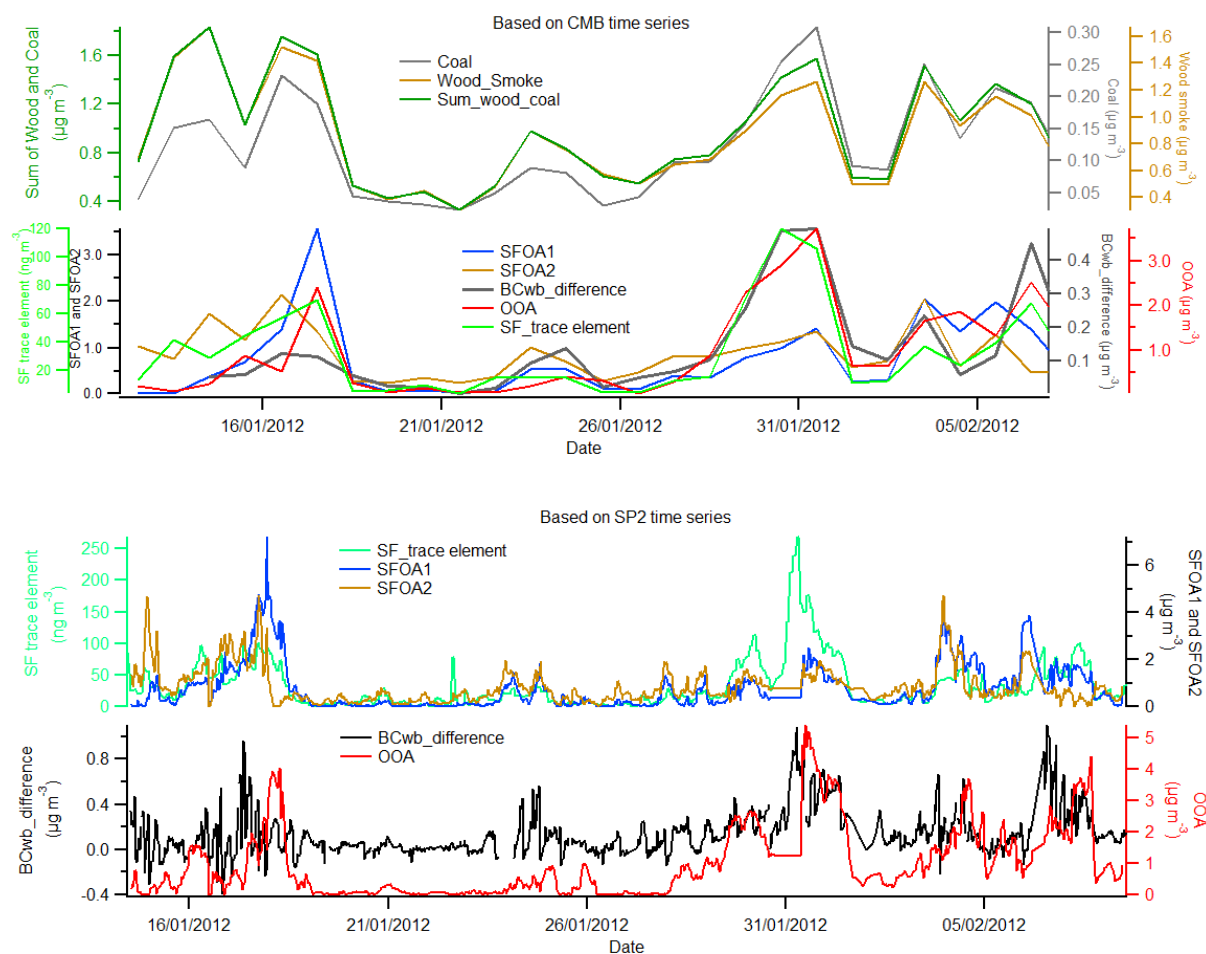 Based on CMB time series
Sum of Wood and Coal
(µg m-3)
1.6
1.2
0.8
0.4
Coal
Wood_Smoke
Sum_wood_coal
0.30
0.25
0.20
0.15
0.10
0.05
Coal (µg m-3)
1.6
1.4
1.2
1.0
0.8
0.6
0.4
Wood smoke (µg m-3)
SF trace element (ng m-3)
120
100
80
60
40
20
SFOA1 and SFOA2
3.0
2.0
1.0
0.0
SFOA1
SFOA2
BCwb_difference
OOA
SF_trace element
0.4
0.3
0.2
0.1
BCwb_difference (µg m-3)
3.0
2.0
1.0
OOA (µg m-3)
16/01/2012
21/01/2012
26/01/2012
31/01/2012
05/02/2012
Date
Based on SP2 time series
SF trace element
(ng m-3)
250
200
150
100
50
0
SF_trace element
SFOA1
SFOA2
6
4
2
0
SFOA1 and SFOA2
(µg m-3)
BCwb_difference
(µg m-3)
0.8
0.4
0.0
-0.4
BCwb_difference
OOA
5
4
3
2
1
0
OOA
(µg m-3)
16/01/2012
21/01/2012
26/01/2012
31/01/2012
05/02/2012
Date